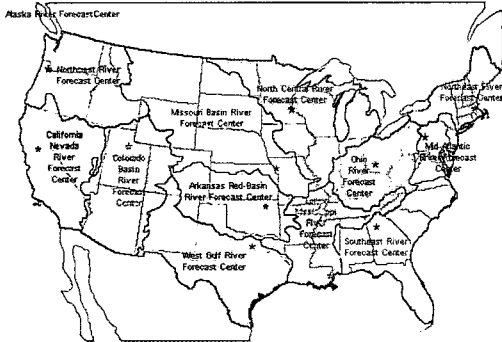 Alaska River Forecast Center
Northeast River
Forecast Center
North Central River
Forecast Center
Northeast River
Forecast Center
Missouri Basin River
Forecast Center
California
Nevada
River
Forecast
Center
Colorado
Basin River
Forecast
Center
Arkansas Red-Basin
River Forecast Center
Ohio
River
Forecast
Center
Mid-Atlantic
River Forecast
Center
Mississippi
River
Forecast
Center
Southeast River
Forecast Center
West Gulf River
Forecast Center